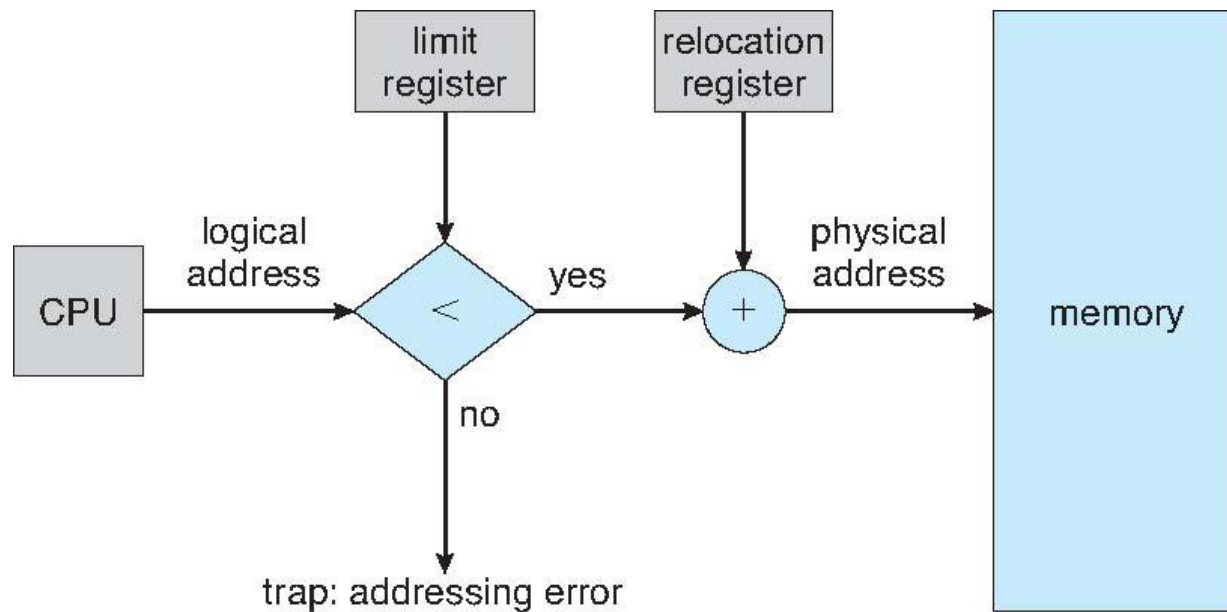 limit
register
relocation
register
logical
address
physical
address
CPU
<
yes
+
memory
no
trap: addressing error